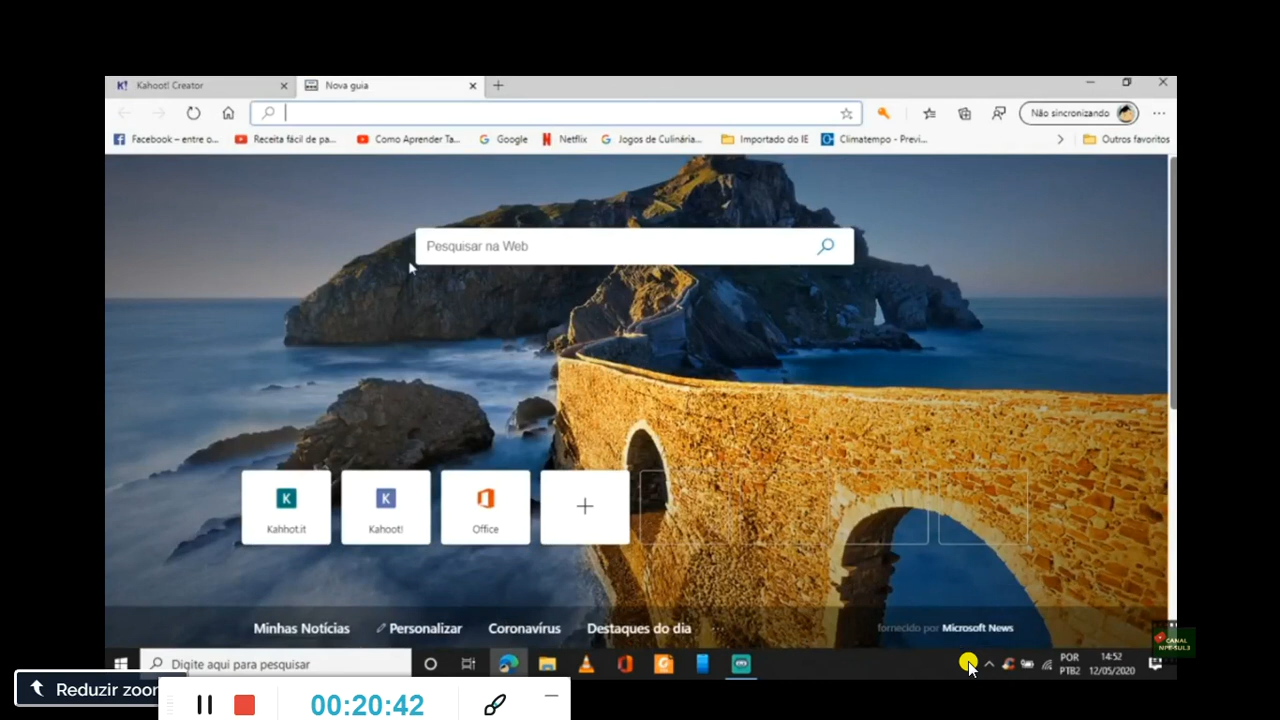 K! Kahoot! Creator
Nova guia
Não sincronizando
Facebook – entre o...
Receita fácil de pa...
Como Aprender Ta...
Google
Netflix
Jogos de Culinária...
Importado do IE
Climatempo - Previ...
Outros favoritos
Pesquisar na Web
K
K
Kahhot.it
Kahoot!
Office
Minhas Notícias
Personalizar
Coronavírus
Destaques do dia
...
fornecido por Microsoft News
Digite aqui para pesquisar
POR
PTB2
14:52
12/05/2020
CANAL
NPE-SUL3
Reduzir zoom
00:20:42